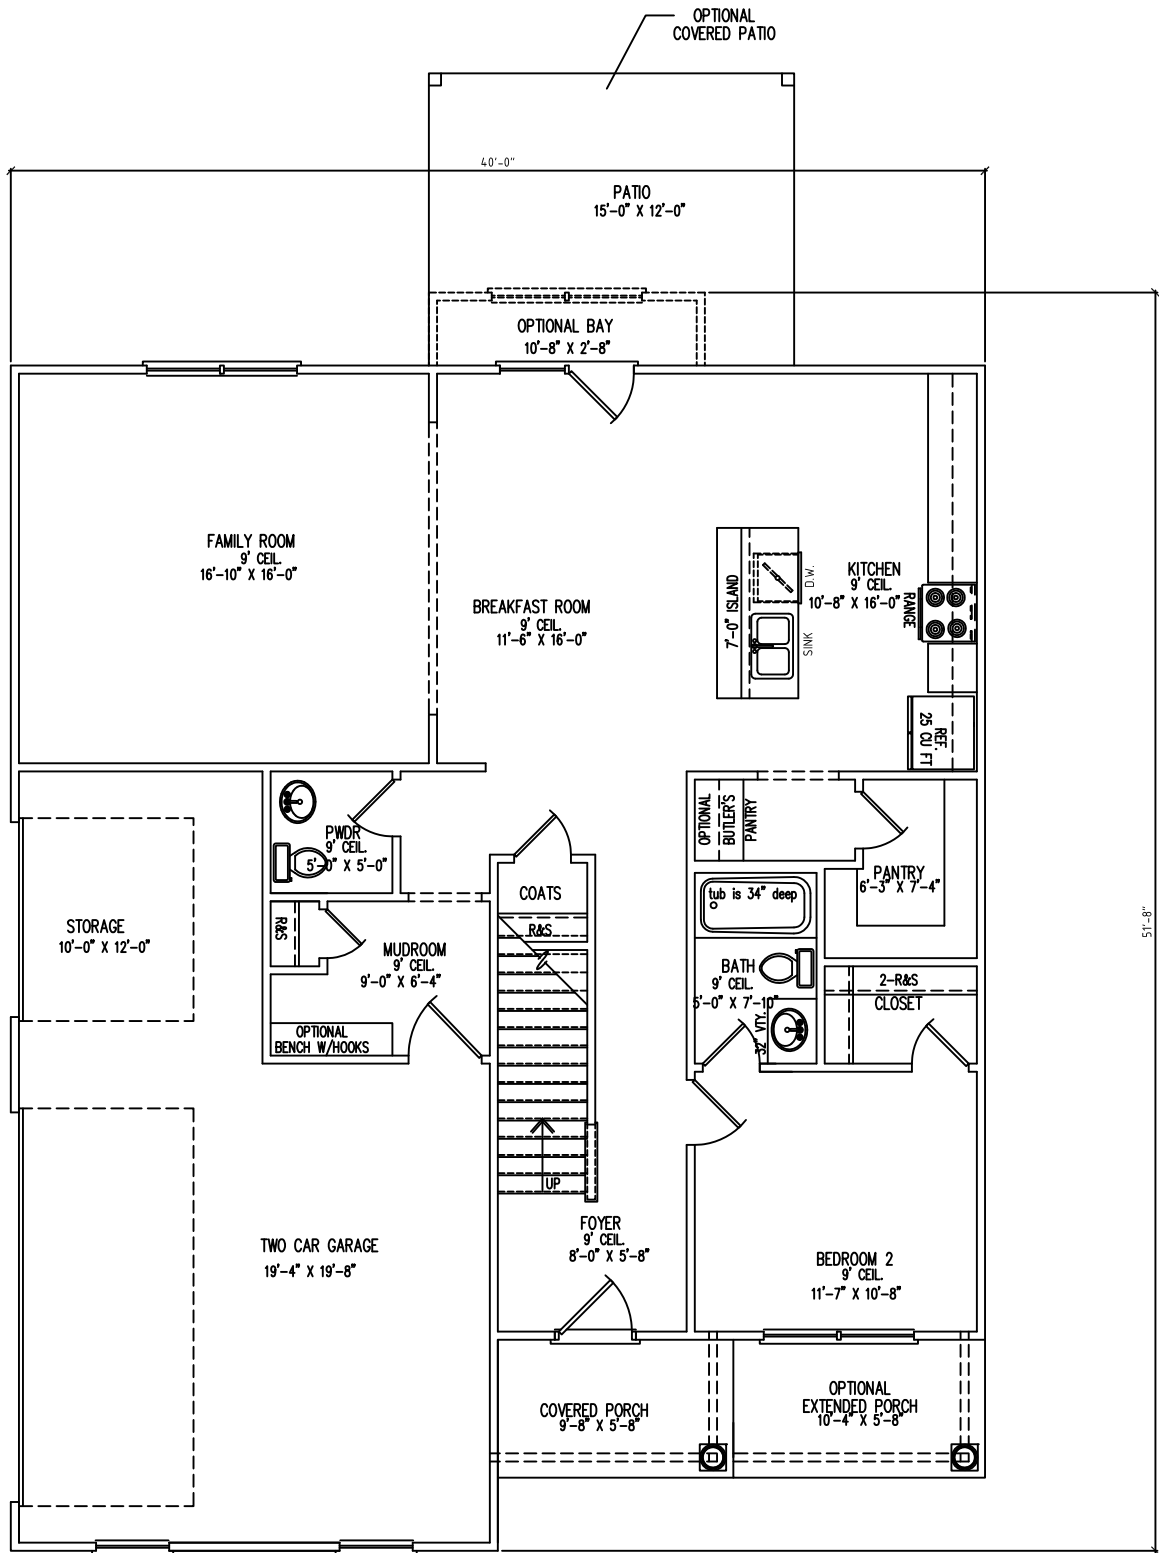 OPTIONAL
COVERED PATIO
40'-0"
PATIO
15'-0" X 12'-0"
OPTIONAL BAY
10'-8" X 2'-8"
FAMILY ROOM
9' CEIL.
16'-10" X 16'-0"
BREAKFAST ROOM
9' CEIL.
11'-6" X 16'-0"
7'-0" ISLAND
D.W.
SINK
KITCHEN
9' CEIL.
10'-8" X 16'-0"
RANGE
REF.
25 CU FT
OPTIONAL
BUTLER'S
PANTRY
PANTRY
6'-3" X 7'-4"
PWDR
9' CEIL.
5'-0" X 5'-0"
COATS
R&S
tub is 34" deep
STORAGE
10'-0" X 12'-0"
R&S
MUDROOM
9' CEIL.
9'-0" X 6'-4"
OPTIONAL
BENCH W/HOOKS
BATH
9' CEIL.
5'-0" X 7'-10"
32" VTY.
2-R&S
CLOSET
51'-8"
UP
FOYER
9' CEIL.
8'-0" X 5'-8"
TWO CAR GARAGE
19'-4" X 19'-8"
BEDROOM 2
9' CEIL.
11'-7" X 10'-8"
COVERED PORCH
9'-8" X 5'-8"
OPTIONAL
EXTENDED PORCH
10'-4" X 5'-8"